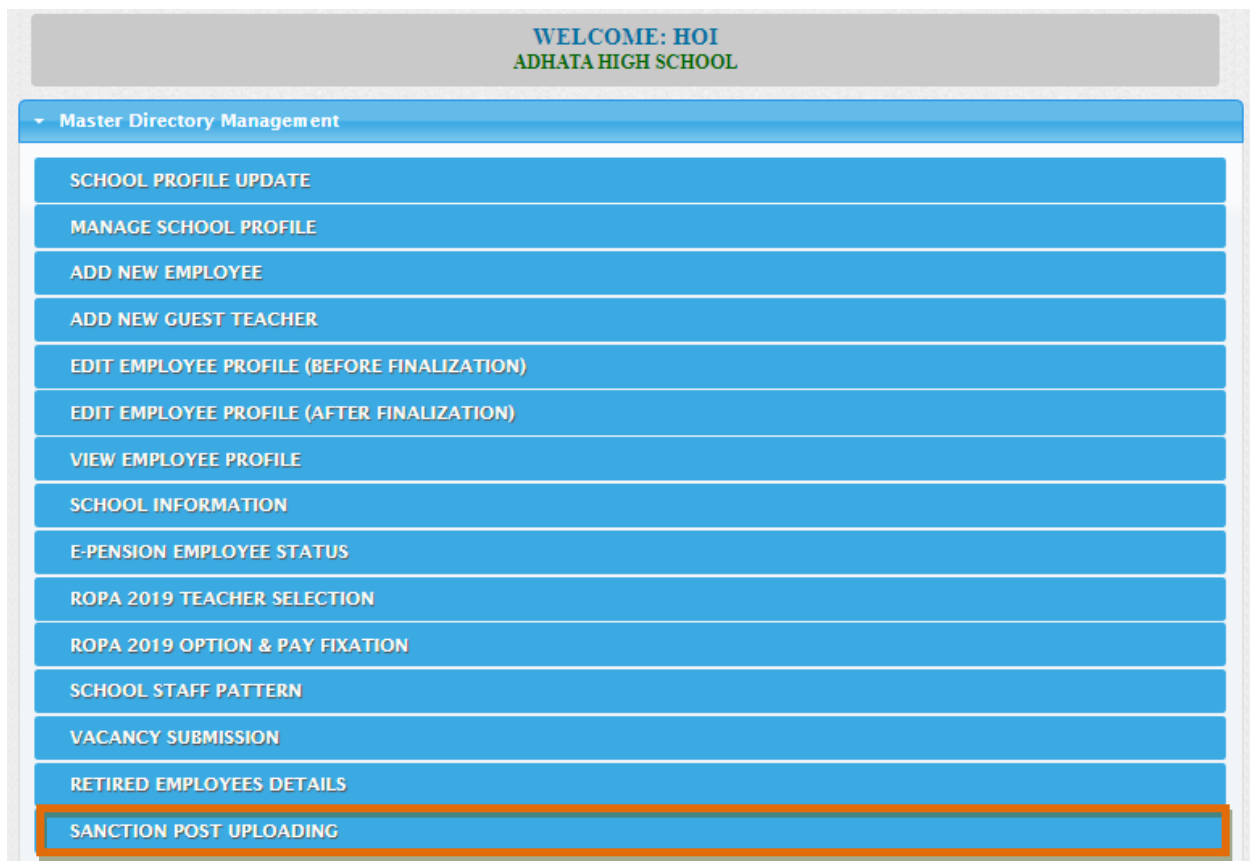 WELCOME: HOI
ADHATA HIGH SCHOOL
Master Directory Management
SCHOOL PROFILE UPDATE
MANAGE SCHOOL PROFILE
ADD NEW EMPLOYEE
ADD NEW GUEST TEACHER
EDIT EMPLOYEE PROFILE (BEFORE FINALIZATION)
EDIT EMPLOYEE PROFILE (AFTER FINALIZATION)
VIEW EMPLOYEE PROFILE
SCHOOL INFORMATION
E-PENSION EMPLOYEE STATUS
ROPA 2019 TEACHER SELECTION
ROPA 2019 OPTION & PAY FIXATION
SCHOOL STAFF PATTERN
VACANCY SUBMISSION
RETIRED EMPLOYEES DETAILS
SANCTION POST UPLOADING